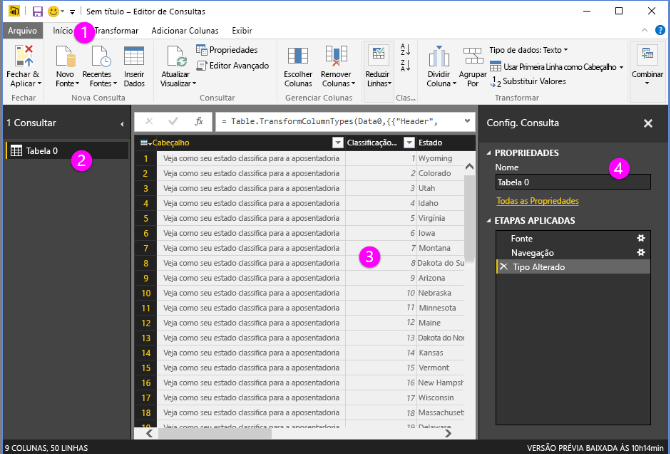 Sem título – Editor de Consultas
Arquivo Início Transformar Adicionar Colunas Exibir
1
Fechar & Aplicar
Fechar
Novo Fonte
Recentes Fontes
Inserir Dados
Nova Consulta
Atualizar Visualizar
Propriedades
Editor Avançado
Consultar
Escolher Colunas
Remover Colunas
Gerenciar Colunas
Reduzir Linhas
Clas...
Dividir Coluna
Agrupar Por
Tipo de dados: Texto
Usar Primeira Linha como Cabeçalho
Substituir Valores
Transformar
Combinar
1 Consultar
Tabela 0
2
fx = Table.TransformColumnTypes(Data0,{{"Header",
Cabeçalho Classificação... Estado
1 Veja como seu estado classifica para a aposentadoria 1 Wyoming
2 Veja como seu estado classifica para a aposentadoria 2 Colorado
3 Veja como seu estado classifica para a aposentadoria 3 Utah
4 Veja como seu estado classifica para a aposentadoria 4 Idaho
5 Veja como seu estado classifica para a aposentadoria 5 Virgínia
6 Veja como seu estado classifica para a aposentadoria 6 Iowa
7 Veja como seu estado classifica para a aposentadoria 7 Montana
8 Veja como seu estado classifica para a aposentadoria 8 Dakota do Su
9 Veja como seu estado classifica para a aposentadoria 9 Arizona
10 Veja como seu estado classifica para a aposentadoria 10 Nebraska
11 Veja como seu estado classifica para a aposentadoria 11 Minnesota
12 Veja como seu estado classifica para a aposentadoria 12 Maine
13 Veja como seu estado classifica para a aposentadoria 13 Dakota do Nor
14 Veja como seu estado classifica para a aposentadoria 14 Kansas
15 Veja como seu estado classifica para a aposentadoria 15 Vermont
16 Veja como seu estado classifica para a aposentadoria 16 New Hampsh
17 Veja como seu estado classifica para a aposentadoria 17 Wisconsin
18 Veja como seu estado classifica para a aposentadoria 18 Massachuset
19 Veja como seu estado classifica para a aposentadoria 19 Delaware
3
Config. Consulta
PROPRIEDADES
4
Nome
Tabela 0
Todas as Propriedades
ETAPAS APLICADAS
Fonte
Navegação
Tipo Alterado
9 COLUNAS, 50 LINHAS
VERSÃO PRÉVIA BAIXADA ÀS 10h14min